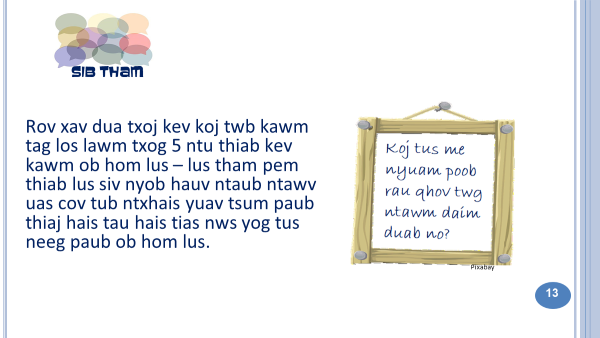 SIB THAM
Rov xav dua txoj kev koj twb kawm
tag los lawm txog 5 ntu thiab kev
kawm ob hom lus – lus tham pem
thiab lus siv nyob hauv ntaub ntawv
uas cov tub ntxhais yuav tsum paub
thiaj hais tau hais tias nws yog tus
neeg paub ob hom lus.
Koj tus me
nyuam poob
rau qhov twg
ntawm daim
duab no?
Pixabay
13